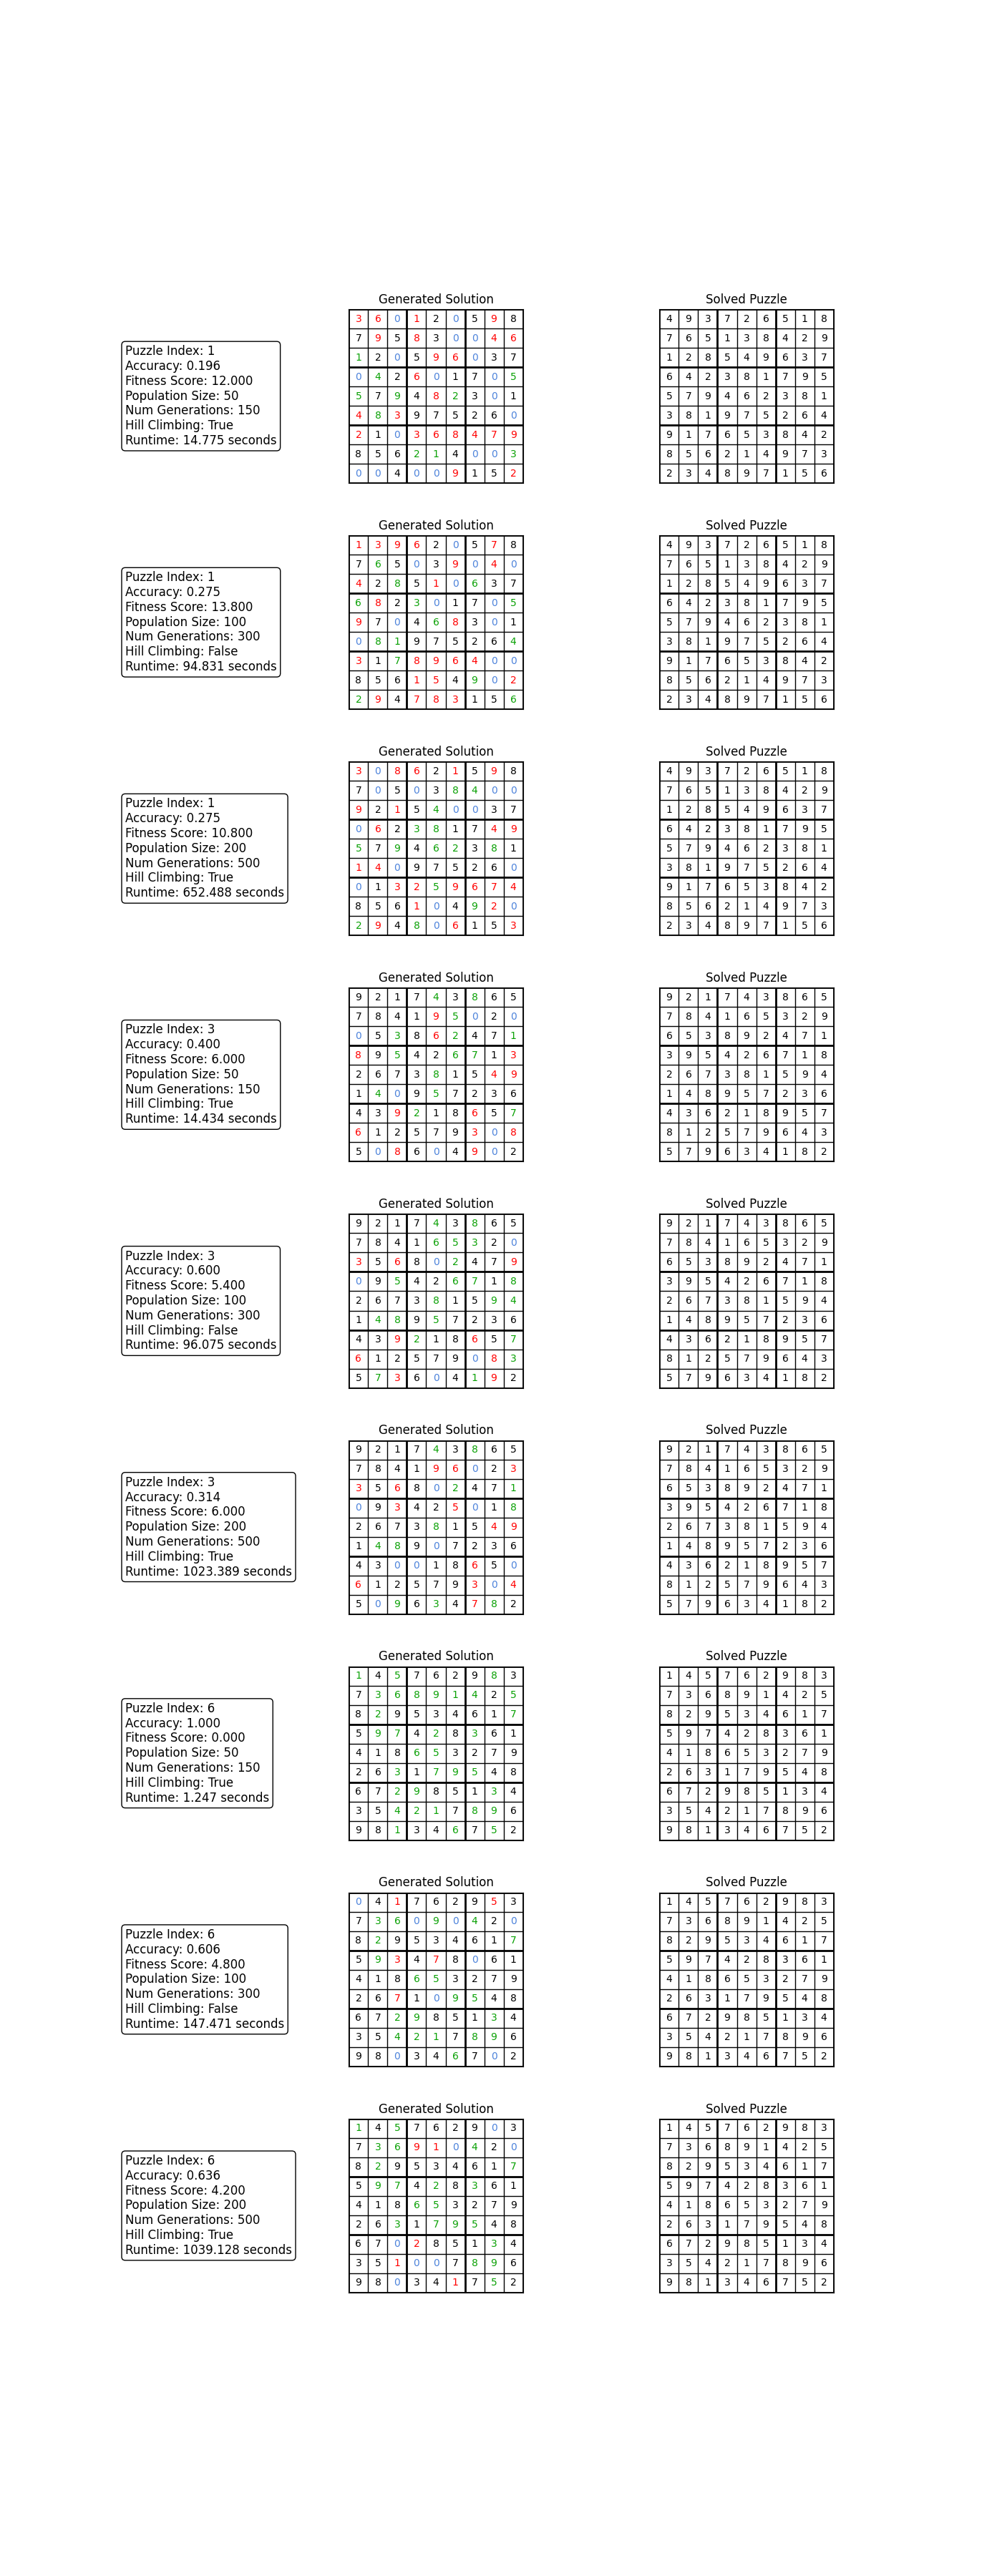 Generated Solution
Solved Puzzle
Puzzle Index: 1
Accuracy: 0.196
Fitness Score: 12.000
Population Size: 50
Num Generations: 150
Hill Climbing: True
Runtime: 14.775 seconds
3 6 0 1 2 0 5 9 8
7 9 5 8 3 0 0 4 6
1 2 0 5 9 6 0 3 7
0 4 2 6 0 1 7 0 5
5 7 9 4 8 2 3 0 1
4 8 3 9 7 5 2 6 0
2 1 0 3 6 8 4 7 9
8 5 6 2 1 4 0 0 3
0 0 4 0 0 9 1 5 2
4 9 3 7 2 6 5 1 8
7 6 5 1 3 8 4 2 9
1 2 8 5 4 9 6 3 7
6 4 2 3 8 1 7 9 5
5 7 9 4 6 2 3 8 1
3 8 1 9 7 5 2 6 4
9 1 7 6 5 3 8 4 2
8 5 6 2 1 4 9 7 3
2 3 4 8 9 7 1 5 6
Generated Solution
Solved Puzzle
Puzzle Index: 1
Accuracy: 0.275
Fitness Score: 13.800
Population Size: 100
Num Generations: 300
Hill Climbing: False
Runtime: 94.831 seconds
1 3 9 6 2 0 5 7 8
7 6 5 0 3 9 0 4 0
4 2 8 5 1 0 6 3 7
6 8 2 3 0 1 7 0 5
9 7 0 4 6 8 3 0 1
0 8 1 9 7 5 2 6 4
3 1 7 8 9 6 4 0 0
8 5 6 1 5 4 9 0 2
2 9 4 7 8 3 1 5 6
4 9 3 7 2 6 5 1 8
7 6 5 1 3 8 4 2 9
1 2 8 5 4 9 6 3 7
6 4 2 3 8 1 7 9 5
5 7 9 4 6 2 3 8 1
3 8 1 9 7 5 2 6 4
9 1 7 6 5 3 8 4 2
8 5 6 2 1 4 9 7 3
2 3 4 8 9 7 1 5 6
Generated Solution
Solved Puzzle
Puzzle Index: 1
Accuracy: 0.275
Fitness Score: 10.800
Population Size: 200
Num Generations: 500
Hill Climbing: True
Runtime: 652.488 seconds
3 0 8 6 2 1 5 9 8
7 0 5 0 3 8 4 0 0
9 2 1 5 4 0 0 3 7
0 6 2 3 8 1 7 4 9
5 7 9 4 6 2 3 8 1
1 4 0 9 7 5 2 6 0
0 1 3 2 5 9 6 7 4
8 5 6 1 0 4 9 2 0
2 9 4 8 0 6 1 5 3
4 9 3 7 2 6 5 1 8
7 6 5 1 3 8 4 2 9
1 2 8 5 4 9 6 3 7
6 4 2 3 8 1 7 9 5
5 7 9 4 6 2 3 8 1
3 8 1 9 7 5 2 6 4
9 1 7 6 5 3 8 4 2
8 5 6 2 1 4 9 7 3
2 3 4 8 9 7 1 5 6
Generated Solution
Solved Puzzle
Puzzle Index: 3
Accuracy: 0.400
Fitness Score: 6.000
Population Size: 50
Num Generations: 150
Hill Climbing: True
Runtime: 14.434 seconds
9 2 1 7 4 3 8 6 5
7 8 4 1 9 5 0 2 0
0 5 3 8 6 2 4 7 1
8 9 5 4 2 6 7 1 3
2 6 7 3 8 1 5 4 9
1 4 0 9 5 7 2 3 6
4 3 9 2 1 8 6 5 7
6 1 2 5 7 9 3 0 8
5 0 8 6 0 4 9 0 2
9 2 1 7 4 3 8 6 5
7 8 4 1 6 5 3 2 9
6 5 3 8 9 2 4 7 1
3 9 5 4 2 6 7 1 8
2 6 7 3 8 1 5 9 4
1 4 8 9 5 7 2 3 6
4 3 6 2 1 8 9 5 7
8 1 2 5 7 9 6 4 3
5 7 9 6 3 4 1 8 2
Generated Solution
Solved Puzzle
Puzzle Index: 3
Accuracy: 0.600
Fitness Score: 5.400
Population Size: 100
Num Generations: 300
Hill Climbing: False
Runtime: 96.075 seconds
9 2 1 7 4 3 8 6 5
7 8 4 1 6 5 3 2 0
3 5 6 8 0 2 4 7 9
0 9 5 4 2 6 7 1 8
2 6 7 3 8 1 5 9 4
1 4 8 9 5 7 2 3 6
4 3 9 2 1 8 6 5 7
6 1 2 5 7 9 0 8 3
5 7 3 6 0 4 1 9 2
9 2 1 7 4 3 8 6 5
7 8 4 1 6 5 3 2 9
6 5 3 8 9 2 4 7 1
3 9 5 4 2 6 7 1 8
2 6 7 3 8 1 5 9 4
1 4 8 9 5 7 2 3 6
4 3 6 2 1 8 9 5 7
8 1 2 5 7 9 6 4 3
5 7 9 6 3 4 1 8 2
Generated Solution
Solved Puzzle
Puzzle Index: 3
Accuracy: 0.314
Fitness Score: 6.000
Population Size: 200
Num Generations: 500
Hill Climbing: True
Runtime: 1023.389 seconds
9 2 1 7 4 3 8 6 5
7 8 4 1 9 6 0 2 3
3 5 6 8 0 2 4 7 1
0 9 3 4 2 5 0 1 8
2 6 7 3 8 1 5 4 9
1 4 8 9 0 7 2 3 6
4 3 0 0 1 8 6 5 0
6 1 2 5 7 9 3 0 4
5 0 9 6 3 4 7 8 2
9 2 1 7 4 3 8 6 5
7 8 4 1 6 5 3 2 9
6 5 3 8 9 2 4 7 1
3 9 5 4 2 6 7 1 8
2 6 7 3 8 1 5 9 4
1 4 8 9 5 7 2 3 6
4 3 6 2 1 8 9 5 7
8 1 2 5 7 9 6 4 3
5 7 9 6 3 4 1 8 2
Generated Solution
Solved Puzzle
Puzzle Index: 6
Accuracy: 1.000
Fitness Score: 0.000
Population Size: 50
Num Generations: 150
Hill Climbing: True
Runtime: 1.247 seconds
1 4 5 7 6 2 9 8 3
7 3 6 8 9 1 4 2 5
8 2 9 5 3 4 6 1 7
5 9 7 4 2 8 3 6 1
4 1 8 6 5 3 2 7 9
2 6 3 1 7 9 5 4 8
6 7 2 9 8 5 1 3 4
3 5 4 2 1 7 8 9 6
9 8 1 3 4 6 7 5 2
1 4 5 7 6 2 9 8 3
7 3 6 8 9 1 4 2 5
8 2 9 5 3 4 6 1 7
5 9 7 4 2 8 3 6 1
4 1 8 6 5 3 2 7 9
2 6 3 1 7 9 5 4 8
6 7 2 9 8 5 1 3 4
3 5 4 2 1 7 8 9 6
9 8 1 3 4 6 7 5 2
Generated Solution
Solved Puzzle
Puzzle Index: 6
Accuracy: 0.606
Fitness Score: 4.800
Population Size: 100
Num Generations: 300
Hill Climbing: False
Runtime: 147.471 seconds
0 4 1 7 6 2 9 5 3
7 3 6 0 9 0 4 2 0
8 2 9 5 3 4 6 1 7
5 9 3 4 7 8 0 6 1
4 1 8 6 5 3 2 7 9
2 6 7 1 0 9 5 4 8
6 7 2 9 8 5 1 3 4
3 5 4 2 1 7 8 9 6
9 8 0 3 4 6 7 0 2
1 4 5 7 6 2 9 8 3
7 3 6 8 9 1 4 2 5
8 2 9 5 3 4 6 1 7
5 9 7 4 2 8 3 6 1
4 1 8 6 5 3 2 7 9
2 6 3 1 7 9 5 4 8
6 7 2 9 8 5 1 3 4
3 5 4 2 1 7 8 9 6
9 8 1 3 4 6 7 5 2
Generated Solution
Solved Puzzle
Puzzle Index: 6
Accuracy: 0.636
Fitness Score: 4.200
Population Size: 200
Num Generations: 500
Hill Climbing: True
Runtime: 1039.128 seconds
1 4 5 7 6 2 9 0 3
7 3 6 9 1 0 4 2 0
8 2 9 5 3 4 6 1 7
5 9 7 4 2 8 3 6 1
4 1 8 6 5 3 2 7 9
2 6 3 1 7 9 5 4 8
6 7 0 2 8 5 1 3 4
3 5 1 0 0 7 8 9 6
9 8 0 3 4 1 7 5 2
1 4 5 7 6 2 9 8 3
7 3 6 8 9 1 4 2 5
8 2 9 5 3 4 6 1 7
5 9 7 4 2 8 3 6 1
4 1 8 6 5 3 2 7 9
2 6 3 1 7 9 5 4 8
6 7 2 9 8 5 1 3 4
3 5 4 2 1 7 8 9 6
9 8 1 3 4 6 7 5 2